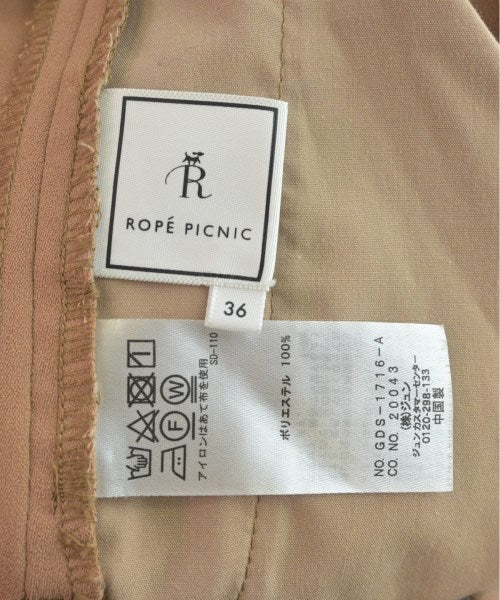 R
ROPÉ PICNIC
36
SD-110
アイロンはあて布を使用
ポリエステル 100%
NO. GDS-1716-A
CO. NO. 20043
(株)ジュン
ジュンカスタマーセンター
0120-298-133
中国製
W
F